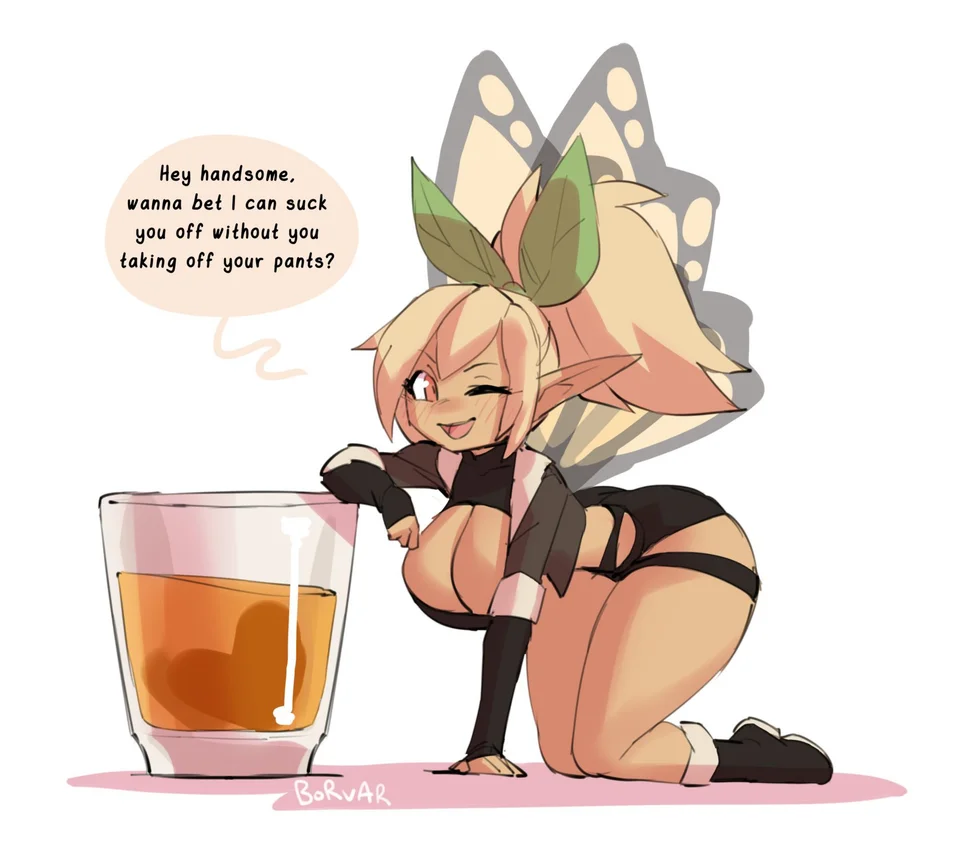 Hey handsome,
wanna bet I can suck
you off without you
taking off your pants?
BORVAR